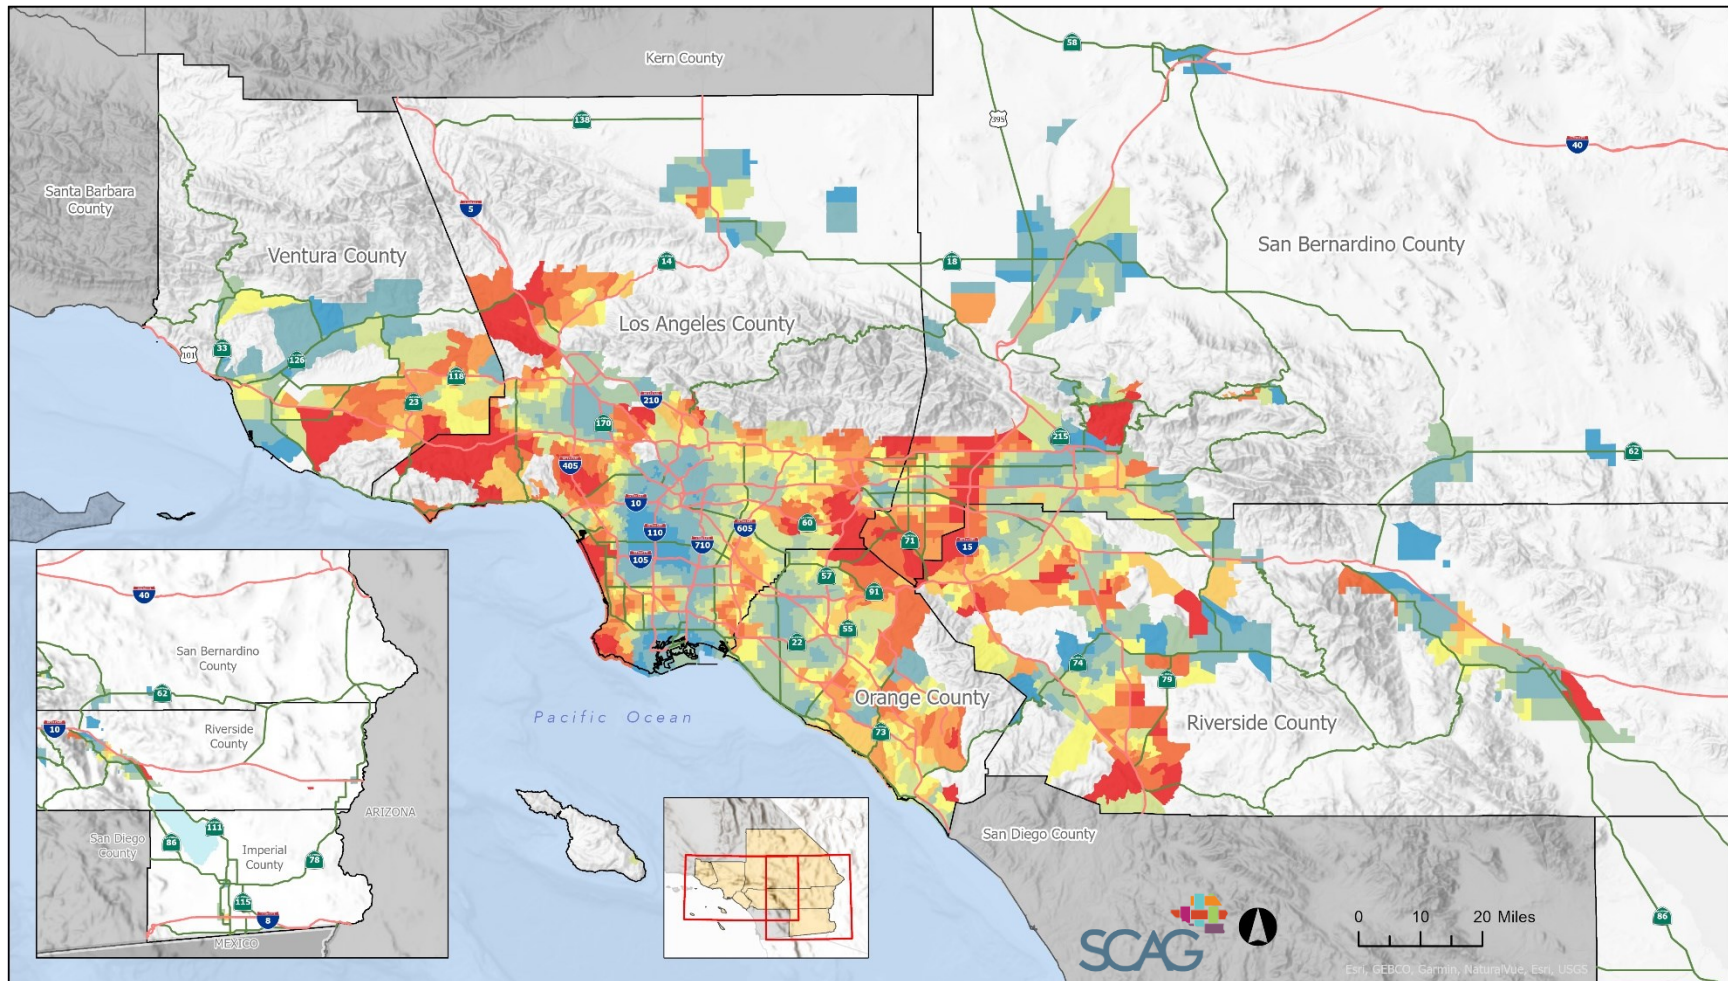 Kern County
58
395
138
40
Santa Barbara
County
5
Ventura County
14
18
San Bernardino County
Los Angeles County
101
33
126
118
23
210
170
215
62
405
10
110
105
710
605
60
71
15
57
91
55
22
74
79
Orange County
73
Riverside County
Pacific Ocean
San Diego County
86
40
San Bernardino
County
62
10
Riverside
County
ARIZONA
San Diego
County
86
111
Imperial
County
78
115
8
MEXICO
SCAG
0 10 20 Miles
Esri, GEBCO, Garmin, NaturalVue, Esri, USGS